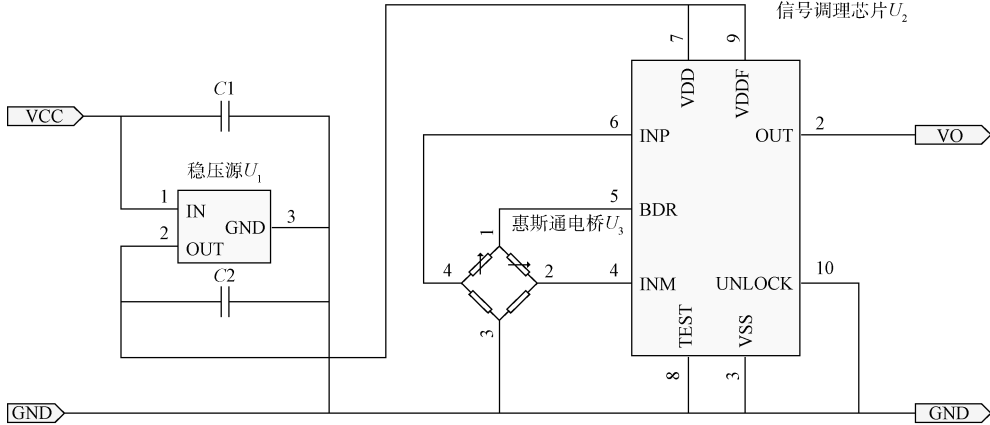 信号调理芯片U2
7
9
C1
VCC
VDD
VDDF
6
INP
OUT
2
VO
稳压源U1
1
IN
5
BDR
GND
3
惠斯通电桥U3
2
OUT
1
C2
4
2
4
INM
UNLOCK
10
3
TEST
VSS
8
3
GND
GND